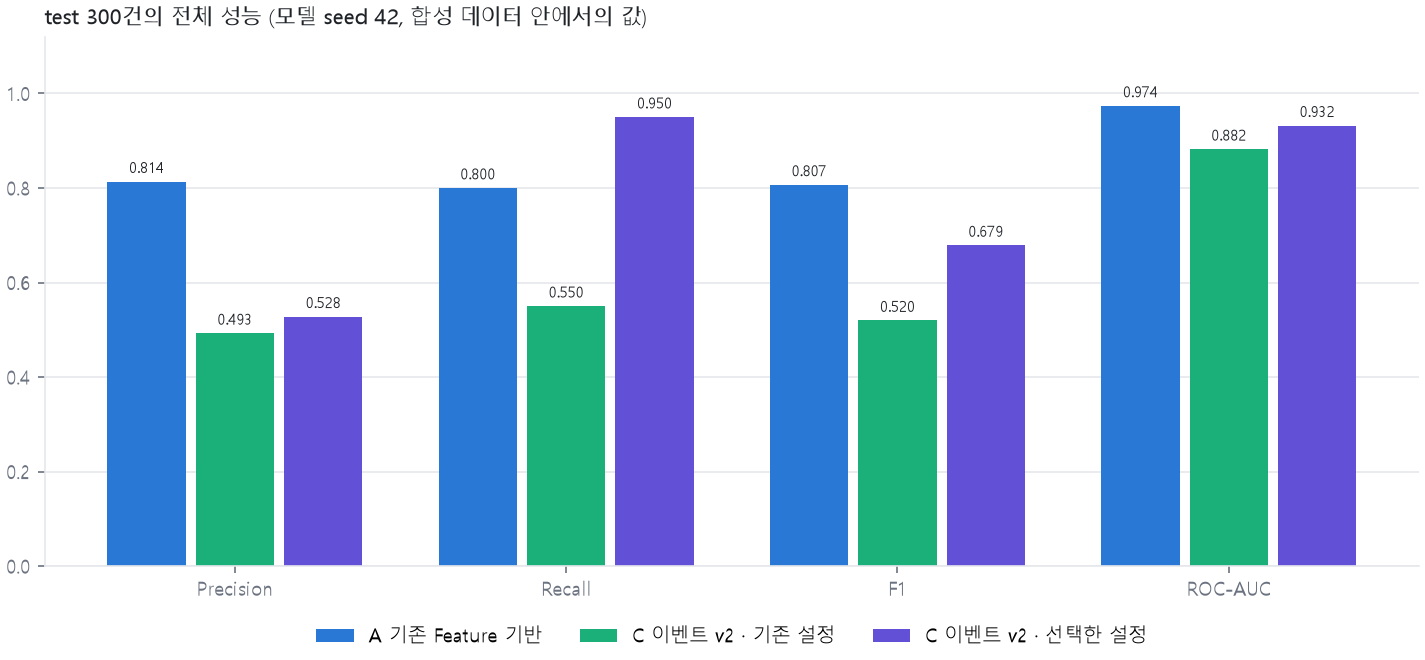 test 300건의 전체 성능 (모델 seed 42, 합성 데이터 안에서의 값)
1.0
0.8
0.6
0.4
0.2
0.0
0.814
0.493
0.528
0.800
0.550
0.950
0.807
0.520
0.679
0.974
0.882
0.932
Precision
Recall
F1
ROC-AUC
A 기존 Feature 기반
C 이벤트 v2 · 기존 설정
C 이벤트 v2 · 선택한 설정